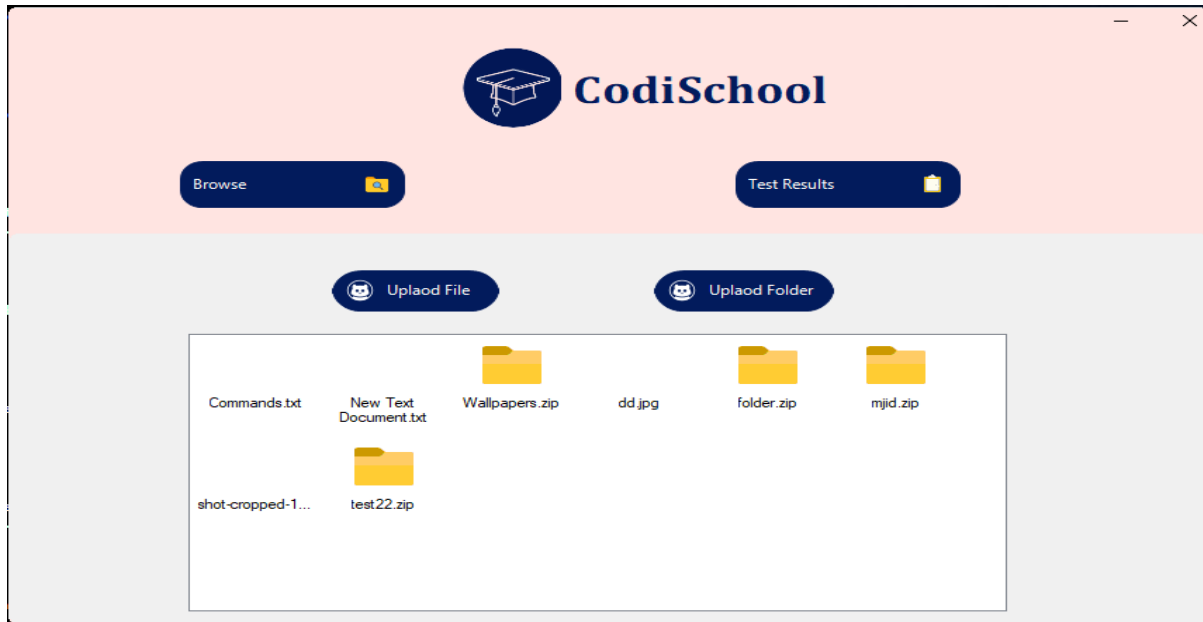 CodiSchool
Browse
Test Results
Uplaod File
Uplaod Folder
Commands.txt
New Text
Document.txt
Wallpapers.zip
dd.jpg
folder.zip
mjid.zip
shot-cropped-1...
test22.zip